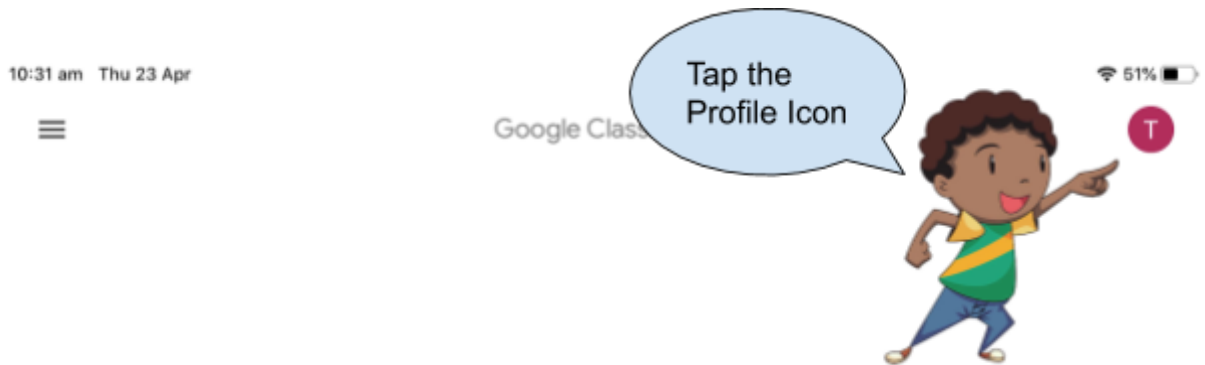 10:31 am Thu 23 Apr
51%
Tap the
Profile Icon
Google Class
T